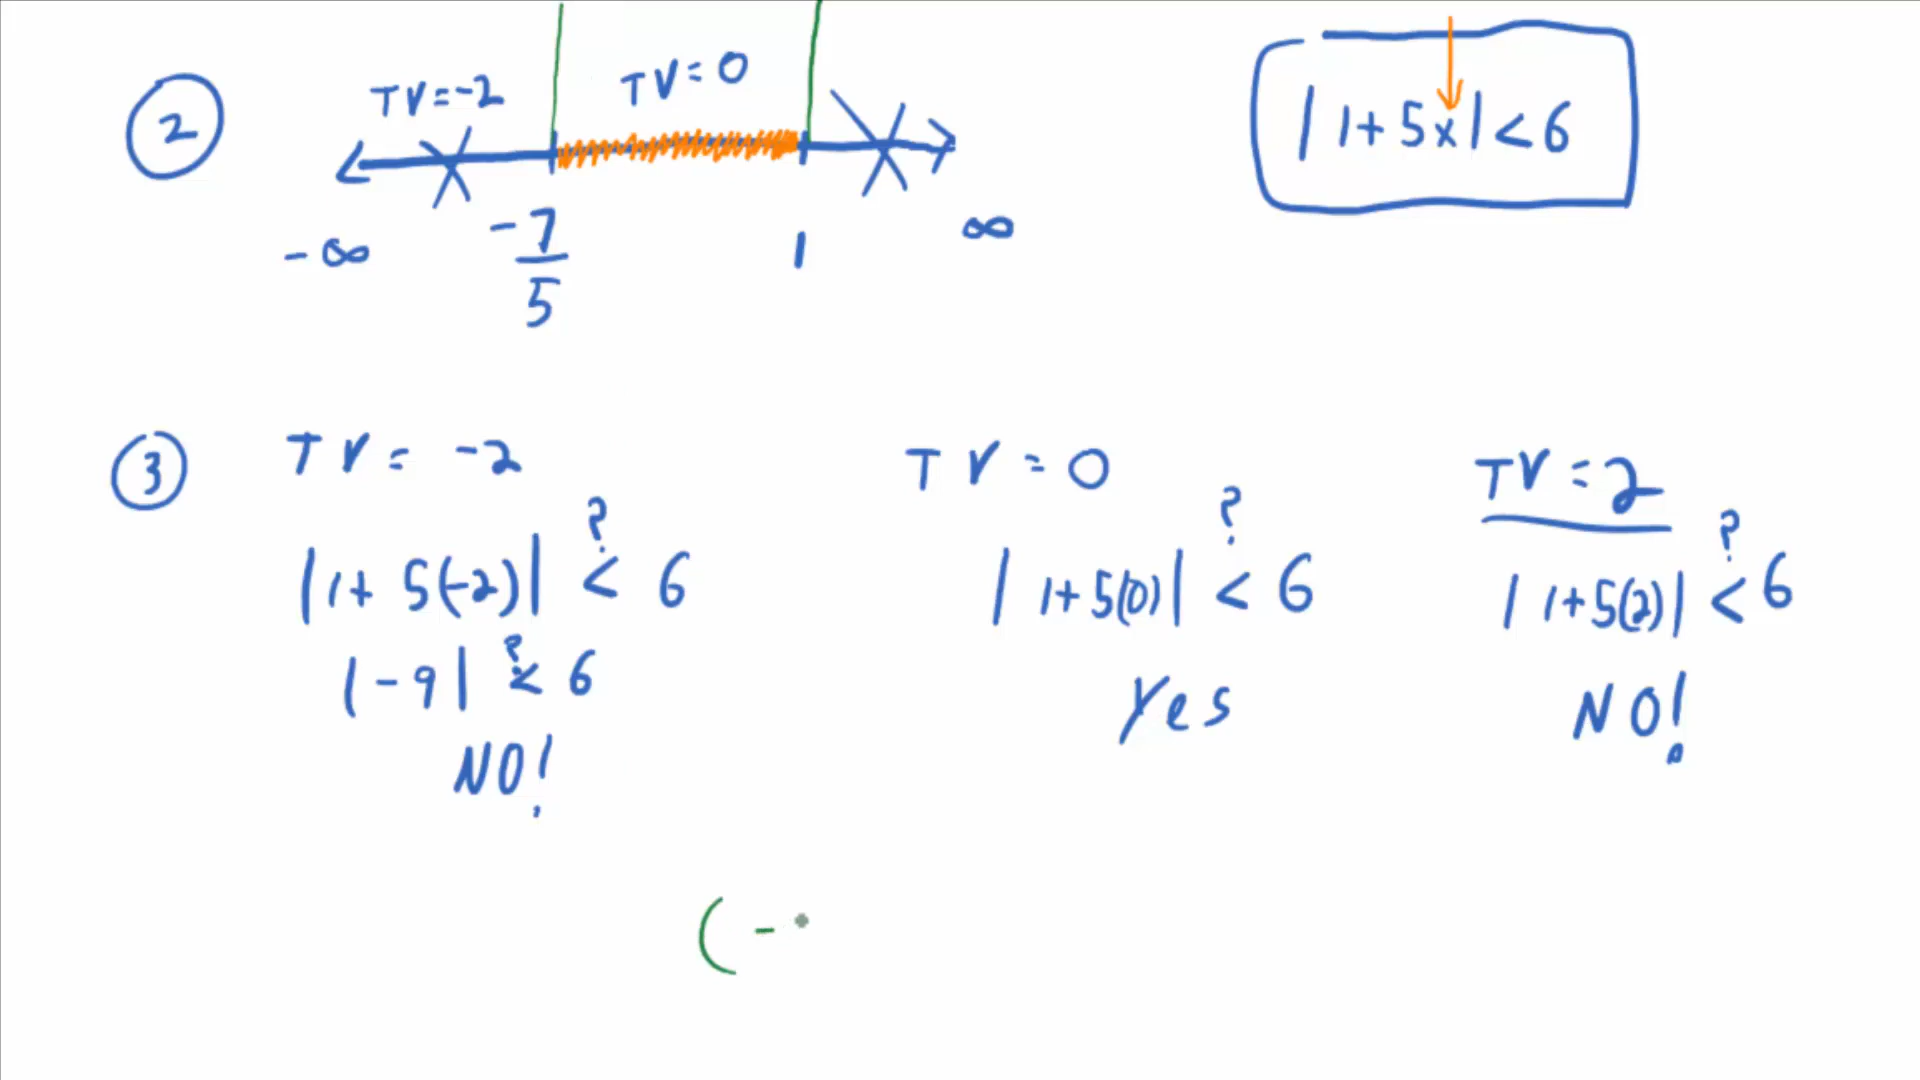 ②
TV=-2
TV=0
|1+5x|<6
-∞
-7/5
1
∞
③
TV=-2
|1+5(-2)| ?< 6
|-9| ?< 6
NO!
TV=0
|1+5(0)| ?< 6
Yes
TV=2
|1+5(2)| ?< 6
NO!
(-